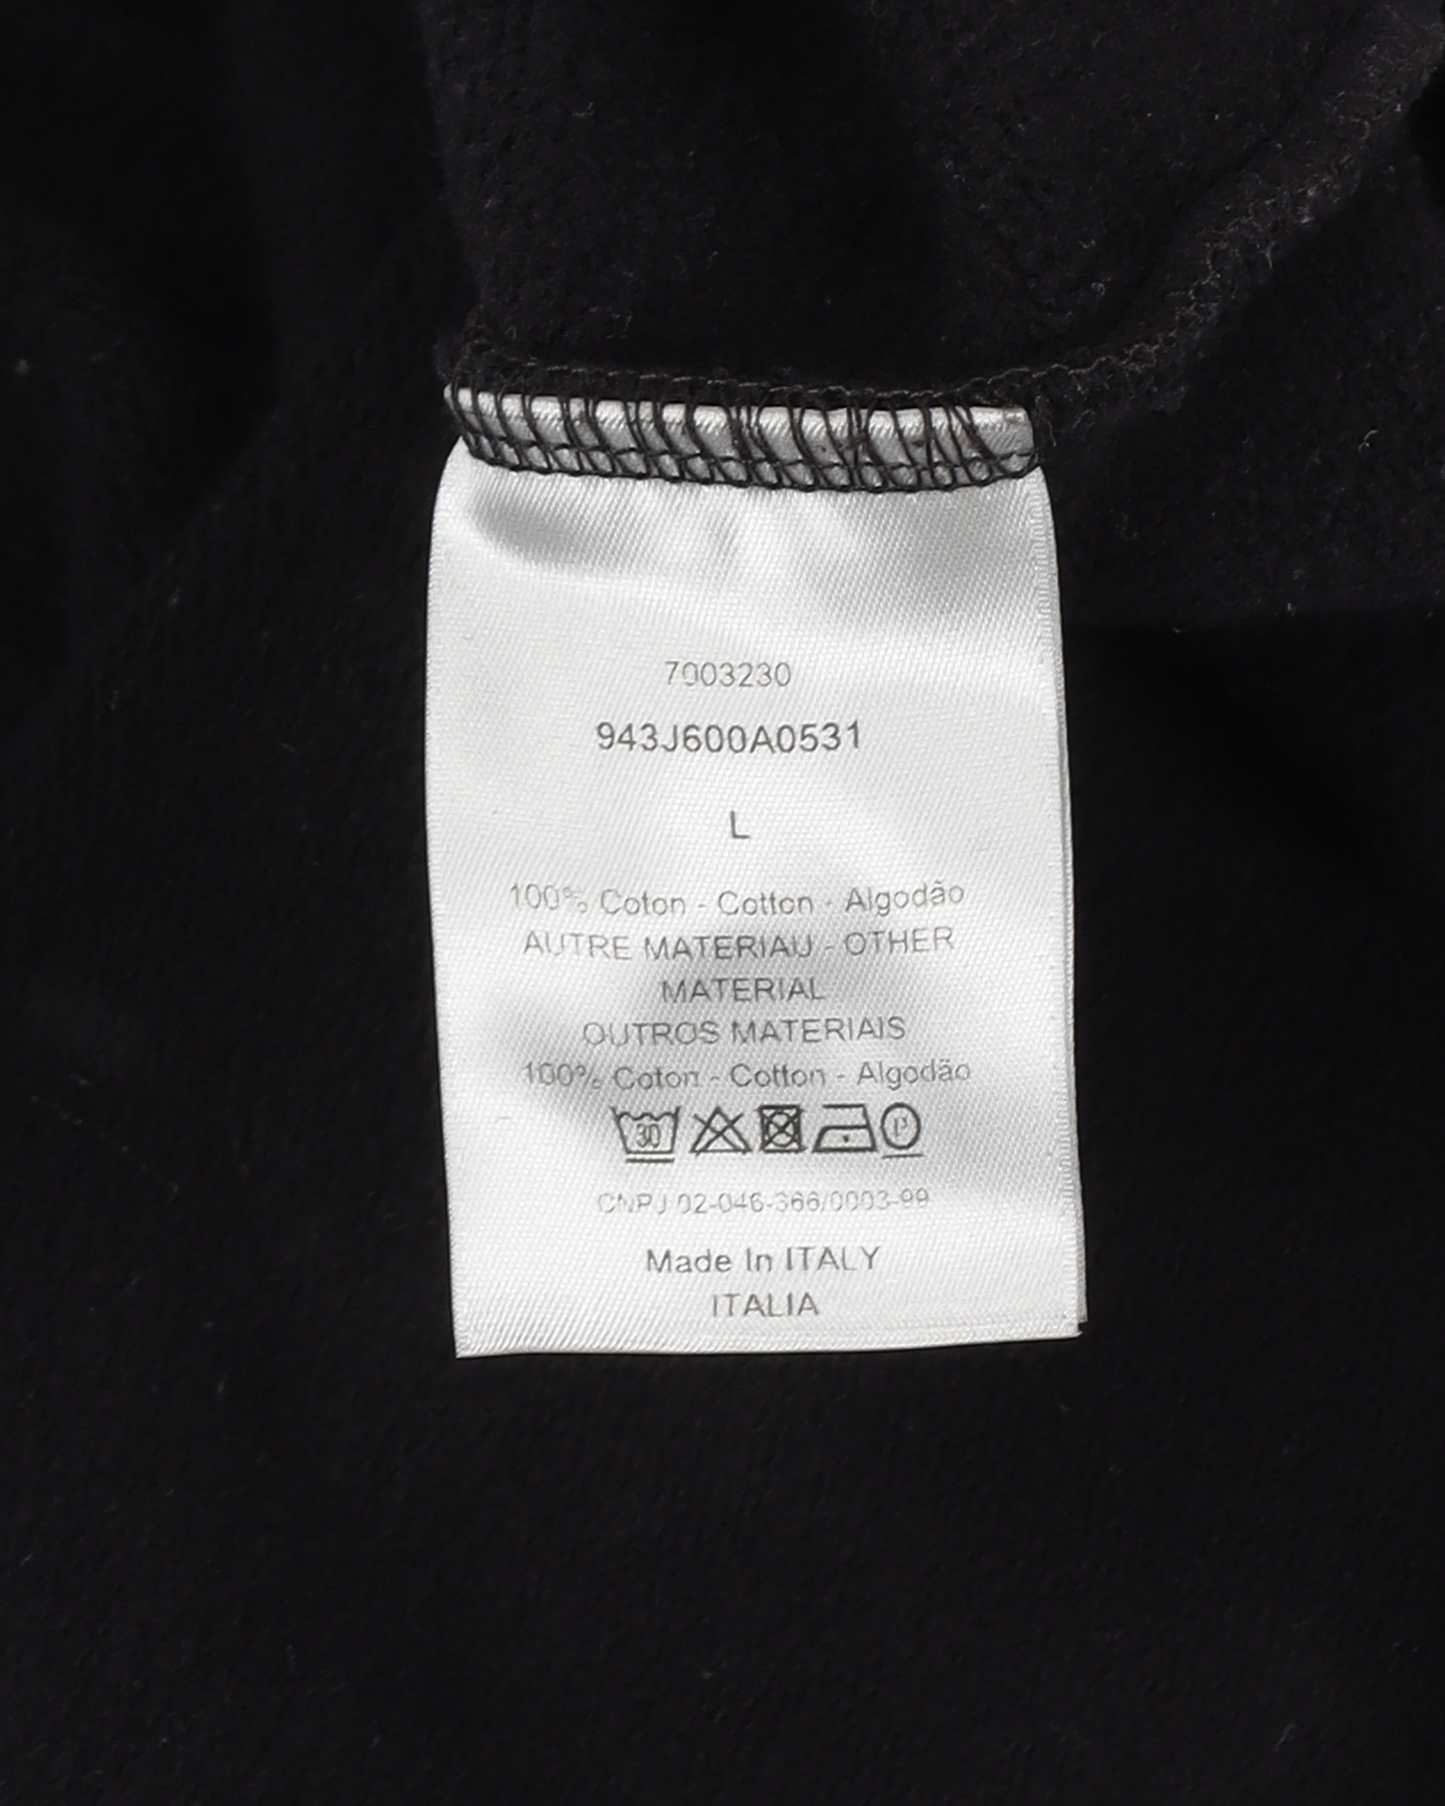 7003230
943J600A0531
L
100% Coton - Cotton - Algodão
AUTRE MATERIAU - OTHER
MATERIAL
OUTROS MATERIAIS
100% Coton - Cotton - Algodão
30 P
CNPJ 02-046-366/0003-99
Made In ITALY
ITALIA